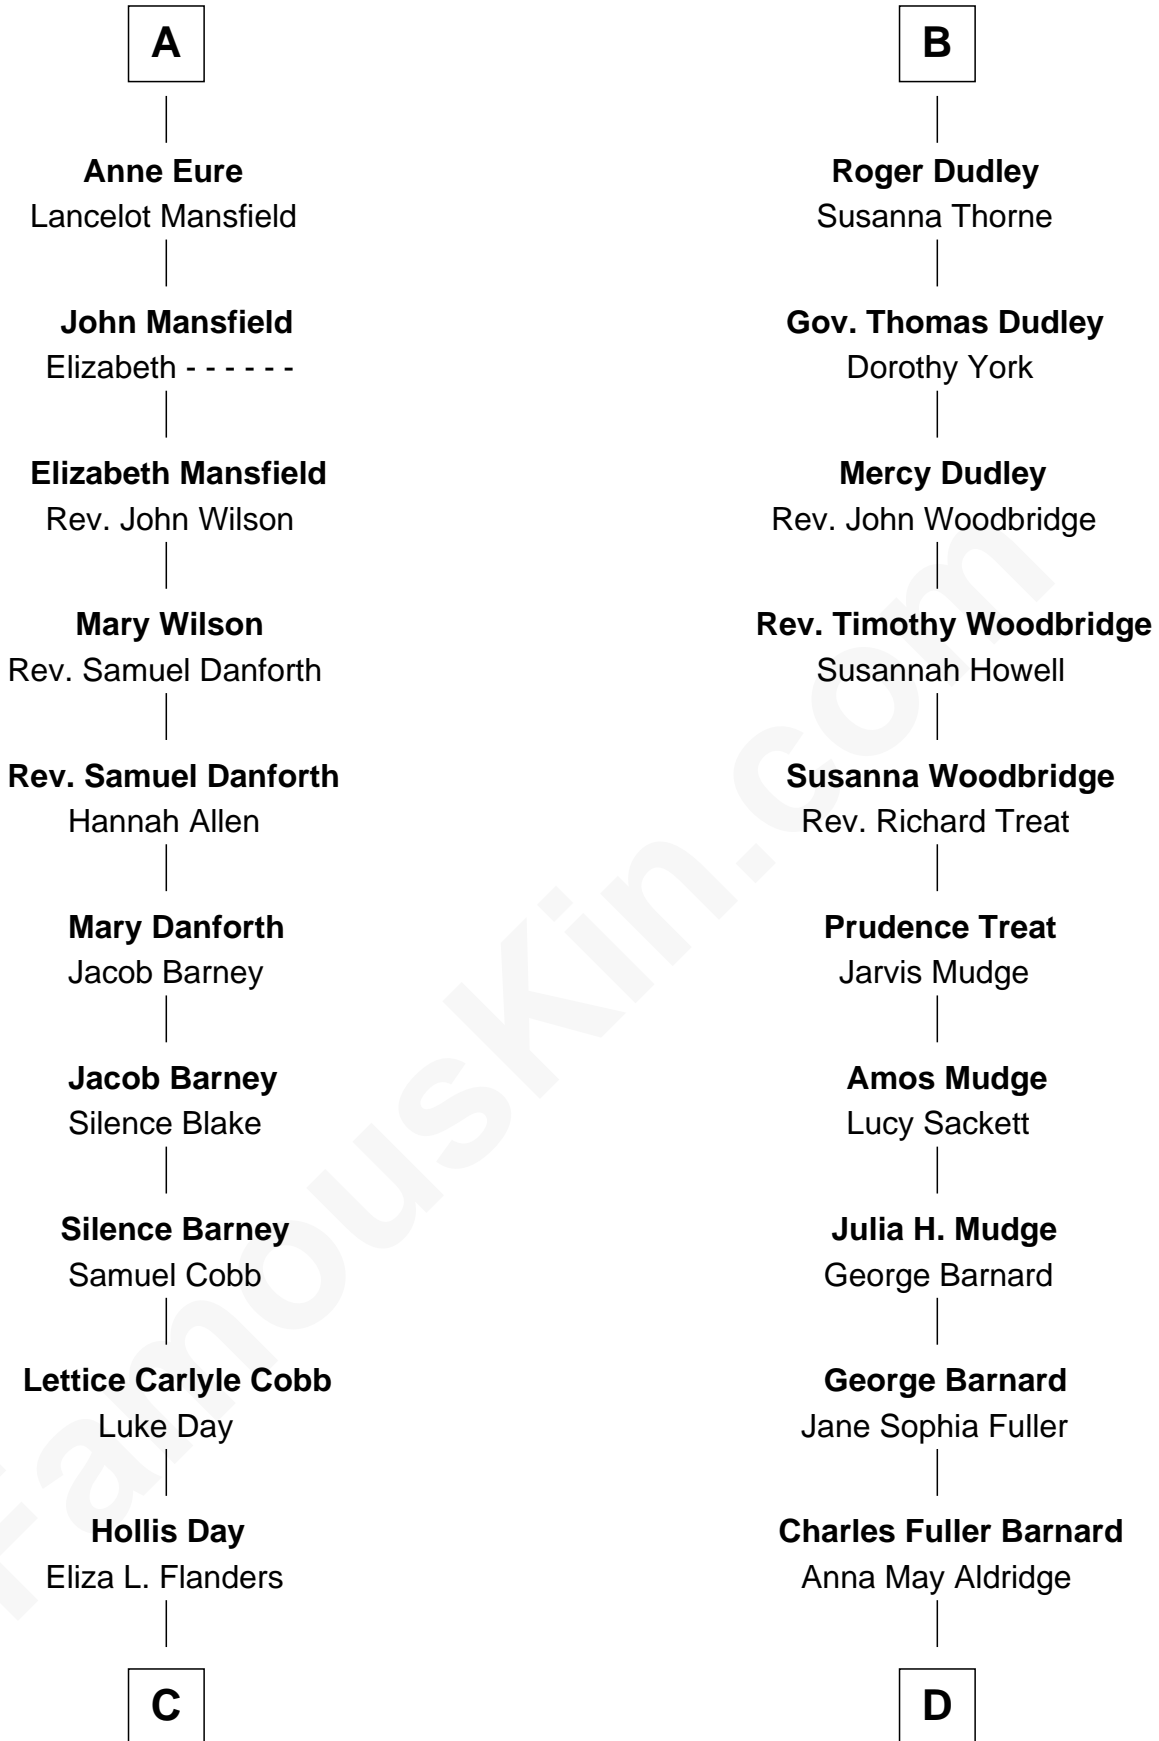 A
Anne Eure
Lancelot Mansfield
John Mansfield
Elizabeth - - - - - -
Elizabeth Mansfield
Rev. John Wilson
Mary Wilson
Rev. Samuel Danforth
Rev. Samuel Danforth
Hannah Allen
Mary Danforth
Jacob Barney
Jacob Barney
Silence Blake
Silence Barney
Samuel Cobb
Lettice Carlyle Cobb
Luke Day
Hollis Day
Eliza L. Flanders
C
B
Roger Dudley
Susanna Thorne
Gov. Thomas Dudley
Dorothy York
Mercy Dudley
Rev. John Woodbridge
Rev. Timothy Woodbridge
Susannah Howell
Susanna Woodbridge
Rev. Richard Treat
Prudence Treat
Jarvis Mudge
Amos Mudge
Lucy Sackett
Julia H. Mudge
George Barnard
George Barnard
Jane Sophia Fuller
Charles Fuller Barnard
Anna May Aldridge
D
FamousKin.com